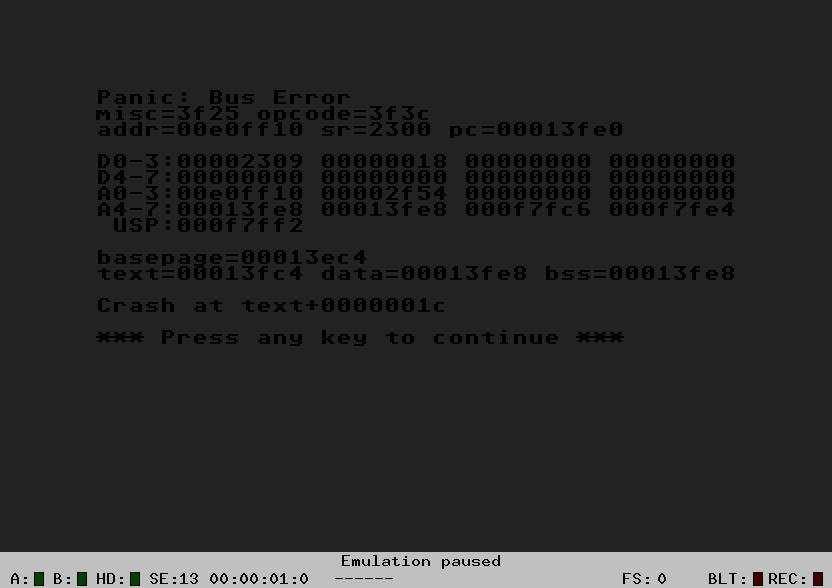 Panic: Bus Error
misc=3f25 opcode=3f3c
addr=00e0ff10 sr=2300 pc=00013fe0
D0-3:00002309 00000018 00000000 00000000
D4-7:00000000 00000000 00000000 00000000
A0-3:00e0ff10 00002f54 00000000 00000000
A4-7:00013fe8 00013fe8 000f7fc6 000f7fe4
USP:000f7ff2
basepage=00013ec4
text=00013fc4 data=00013fe8 bss=00013fe8
Crash at text+0000001c
*** Press any key to continue ***
Emulation paused
A: B: HD: SE:13 00:00:01:0 ------ FS: 0 BLT: REC: